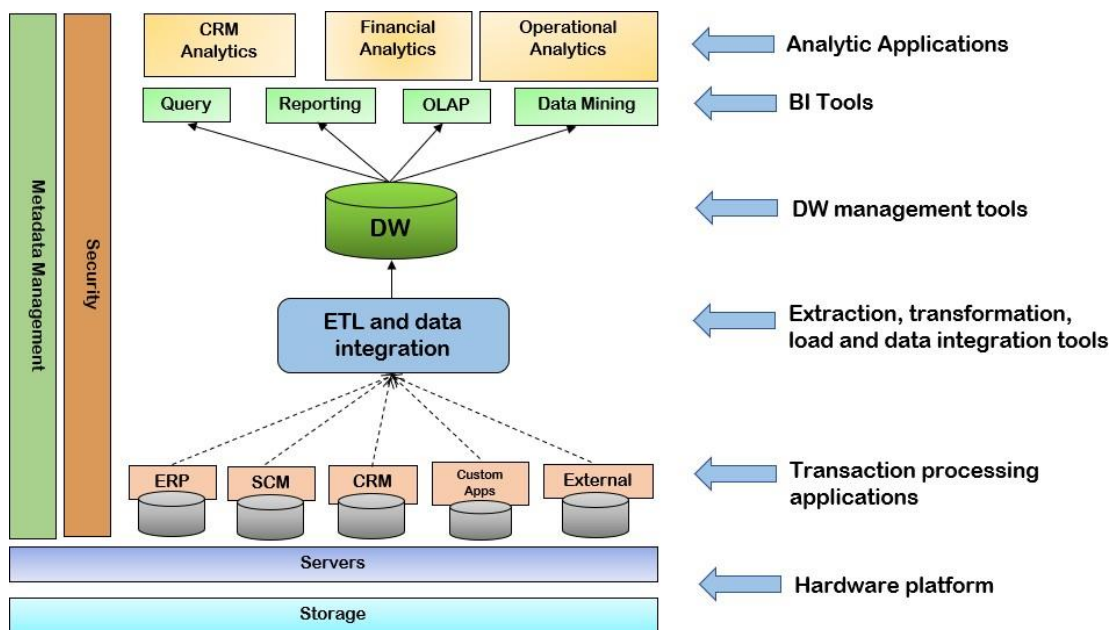 CRM
Analytics
Financial
Analytics
Operational
Analytics
Analytic Applications
Query
Reporting
OLAP
Data Mining
BI Tools
DW
DW management tools
Metadata Management
Security
ETL and data
integration
Extraction, transformation,
load and data integration tools
ERP
SCM
CRM
Custom
Apps
External
Transaction processing
applications
Servers
Hardware platform
Storage